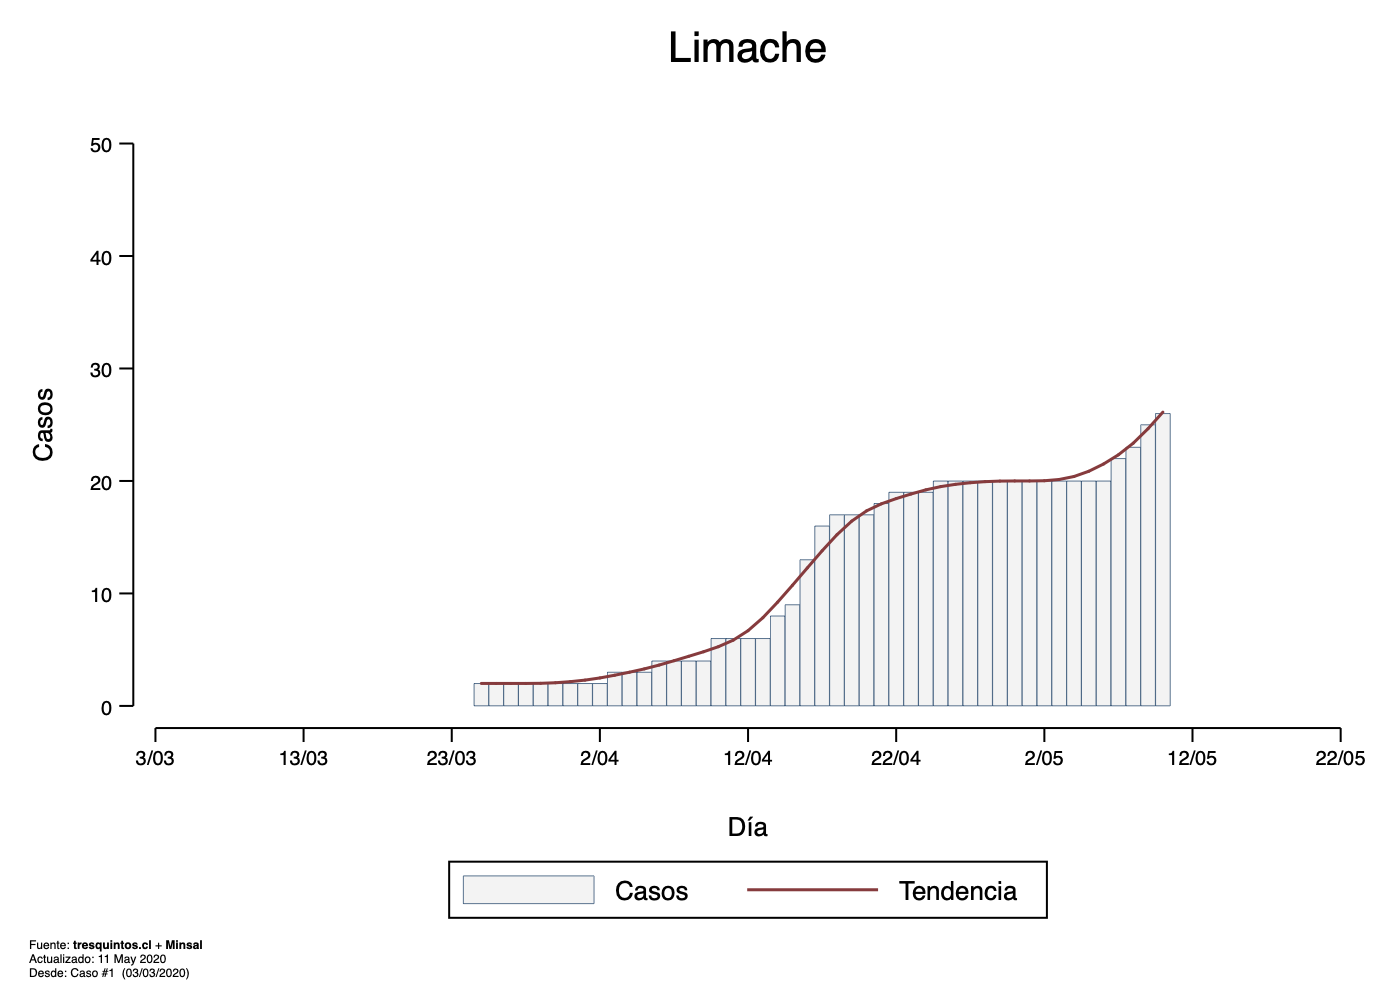 Limache
50
40
30
20
10
0
Casos
3/03 13/03 23/03 2/04 12/04 22/04 2/05 12/05 22/05
Día
Casos Tendencia
Fuente: tresquintos.cl + Minsal
Actualizado: 11 May 2020
Desde: Caso #1 (03/03/2020)